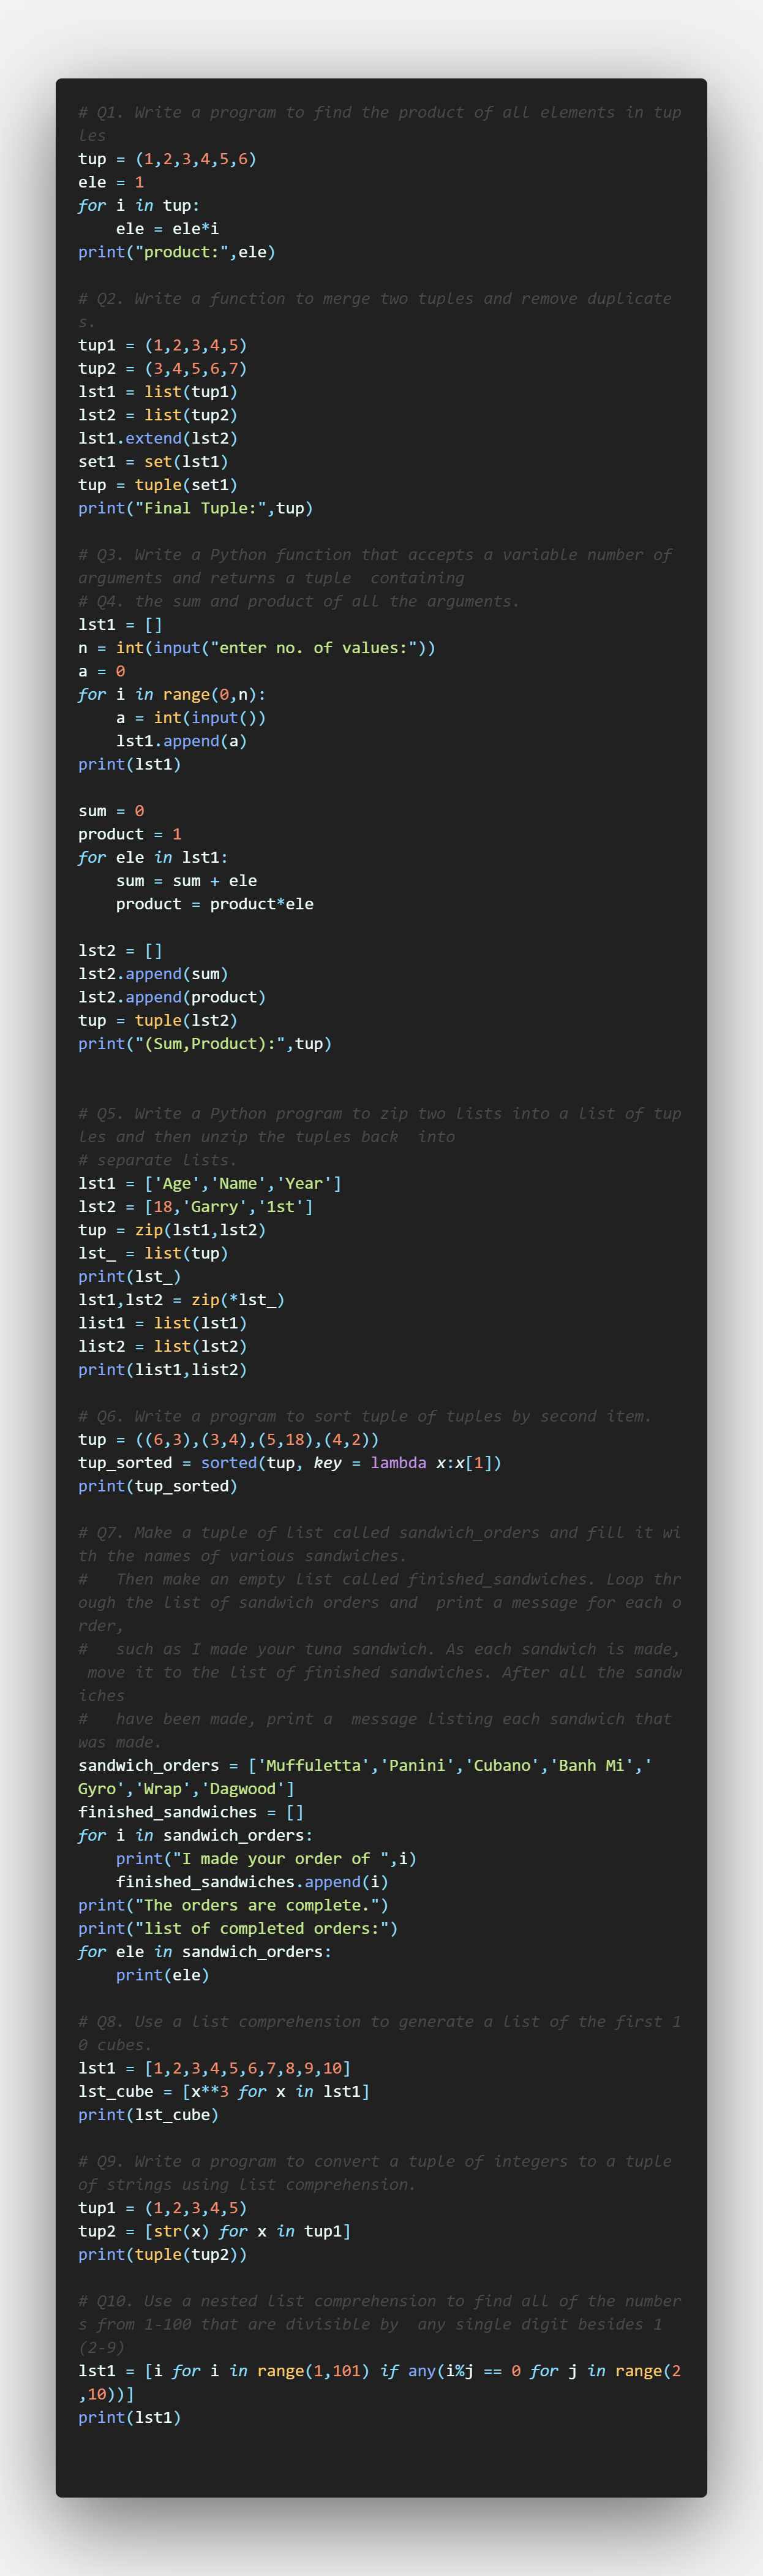 # Q1. Write a program to find the product of all elements in tup
les
tup = (1,2,3,4,5,6)
ele = 1
for i in tup:
    ele = ele*i
print("product:",ele)

# Q2. Write a function to merge two tuples and remove duplicate
s.
tup1 = (1,2,3,4,5)
tup2 = (3,4,5,6,7)
lst1 = list(tup1)
lst2 = list(tup2)
lst1.extend(lst2)
set1 = set(lst1)
tup = tuple(set1)
print("Final Tuple:",tup)

# Q3. Write a Python function that accepts a variable number of
arguments and returns a tuple  containing
# Q4. the sum and product of all the arguments.
lst1 = []
n = int(input("enter no. of values:"))
a = 0
for i in range(0,n):
    a = int(input())
    lst1.append(a)
print(lst1)

sum = 0
product = 1
for ele in lst1:
    sum = sum + ele
    product = product*ele

lst2 = []
lst2.append(sum)
lst2.append(product)
tup = tuple(lst2)
print("(Sum,Product):",tup)


# Q5. Write a Python program to zip two lists into a list of tup
les and then unzip the tuples back  into
# separate lists.
lst1 = ['Age','Name','Year']
lst2 = [18,'Garry','1st']
tup = zip(lst1,lst2)
lst_ = list(tup)
print(lst_)
lst1,lst2 = zip(*lst_)
list1 = list(lst1)
list2 = list(lst2)
print(list1,list2)

# Q6. Write a program to sort tuple of tuples by second item.
tup = ((6,3),(3,4),(5,18),(4,2))
tup_sorted = sorted(tup, key = lambda x:x[1])
print(tup_sorted)

# Q7. Make a tuple of list called sandwich_orders and fill it wi
th the names of various sandwiches.
#   Then make an empty list called finished_sandwiches. Loop thr
ough the list of sandwich orders and  print a message for each o
rder,
#   such as I made your tuna sandwich. As each sandwich is made,
 move it to the list of finished sandwiches. After all the sandw
iches
#   have been made, print a  message listing each sandwich that
was made.
sandwich_orders = ['Muffuletta','Panini','Cubano','Banh Mi','
Gyro','Wrap','Dagwood']
finished_sandwiches = []
for i in sandwich_orders:
    print("I made your order of ",i)
    finished_sandwiches.append(i)
print("The orders are complete.")
print("list of completed orders:")
for ele in sandwich_orders:
    print(ele)

# Q8. Use a list comprehension to generate a list of the first 1
0 cubes.
lst1 = [1,2,3,4,5,6,7,8,9,10]
lst_cube = [x**3 for x in lst1]
print(lst_cube)

# Q9. Write a program to convert a tuple of integers to a tuple
of strings using list comprehension.
tup1 = (1,2,3,4,5)
tup2 = [str(x) for x in tup1]
print(tuple(tup2))

# Q10. Use a nested list comprehension to find all of the number
s from 1-100 that are divisible by  any single digit besides 1
(2-9)
lst1 = [i for i in range(1,101) if any(i%j == 0 for j in range(2
,10))]
print(lst1)